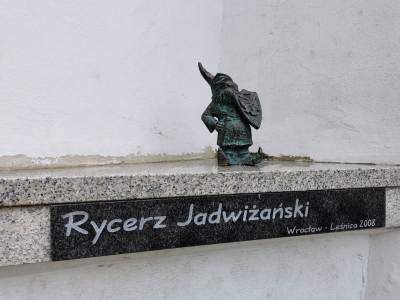 Rycerz Jadwiżański
Wrocław - Leśnica 2008